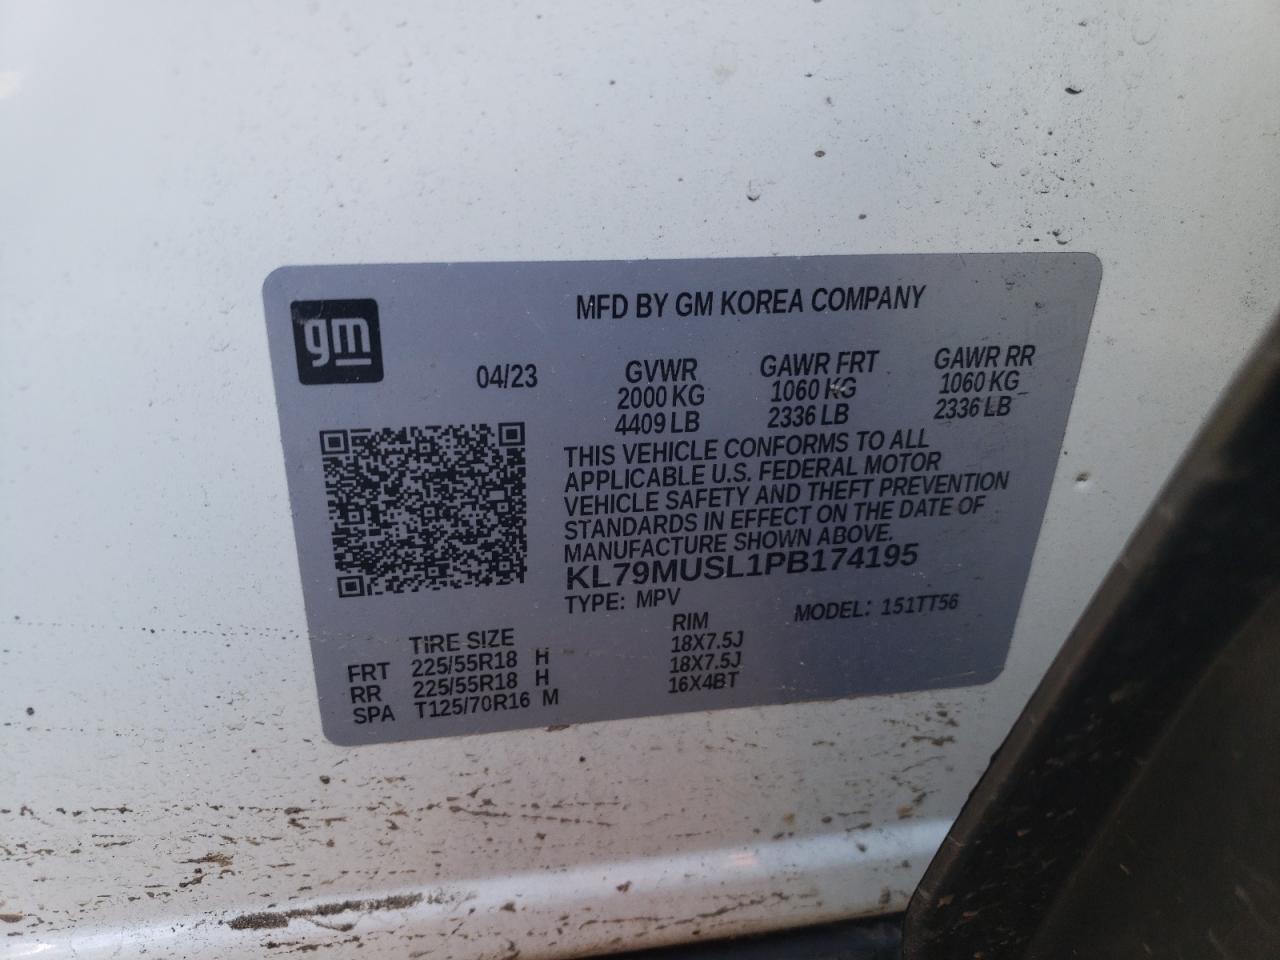 gm
MFD BY GM KOREA COMPANY
04/23 GVWR GAWR FRT GAWR RR
2000 KG 1060 KG 1060 KG
4409 LB 2336 LB 2336 LB
THIS VEHICLE CONFORMS TO ALL
APPLICABLE U.S. FEDERAL MOTOR
VEHICLE SAFETY AND THEFT PREVENTION
STANDARDS IN EFFECT ON THE DATE OF
MANUFACTURE SHOWN ABOVE.
KL79MUSL1PB174195
TYPE: MPV MODEL: 151TT56
TIRE SIZE RIM
FRT 225/55R18 H 18X7.5J
RR 225/55R18 H 18X7.5J
SPA T125/70R16 M 16X4BT